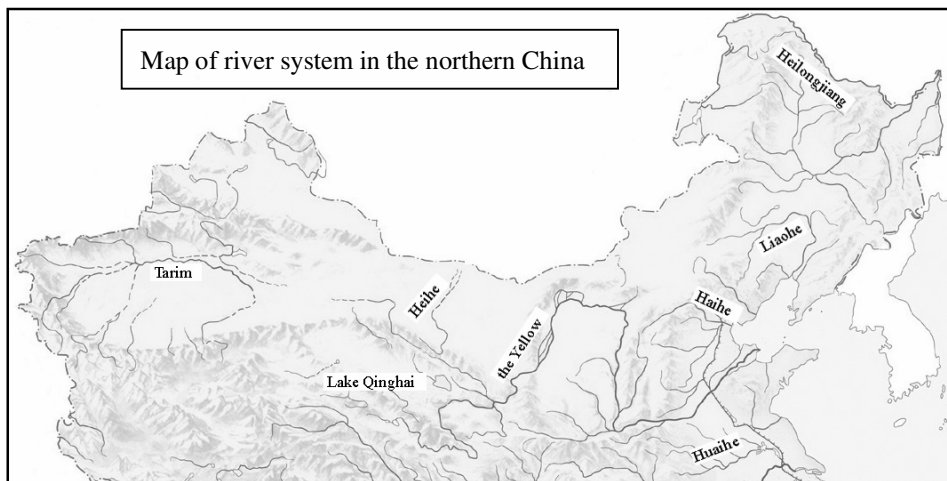 Map of river system in the northern China
Heilongjiang
Liaohe
Tarim
Heihe
Haihe
the Yellow
Lake Qinghai
Huaihe